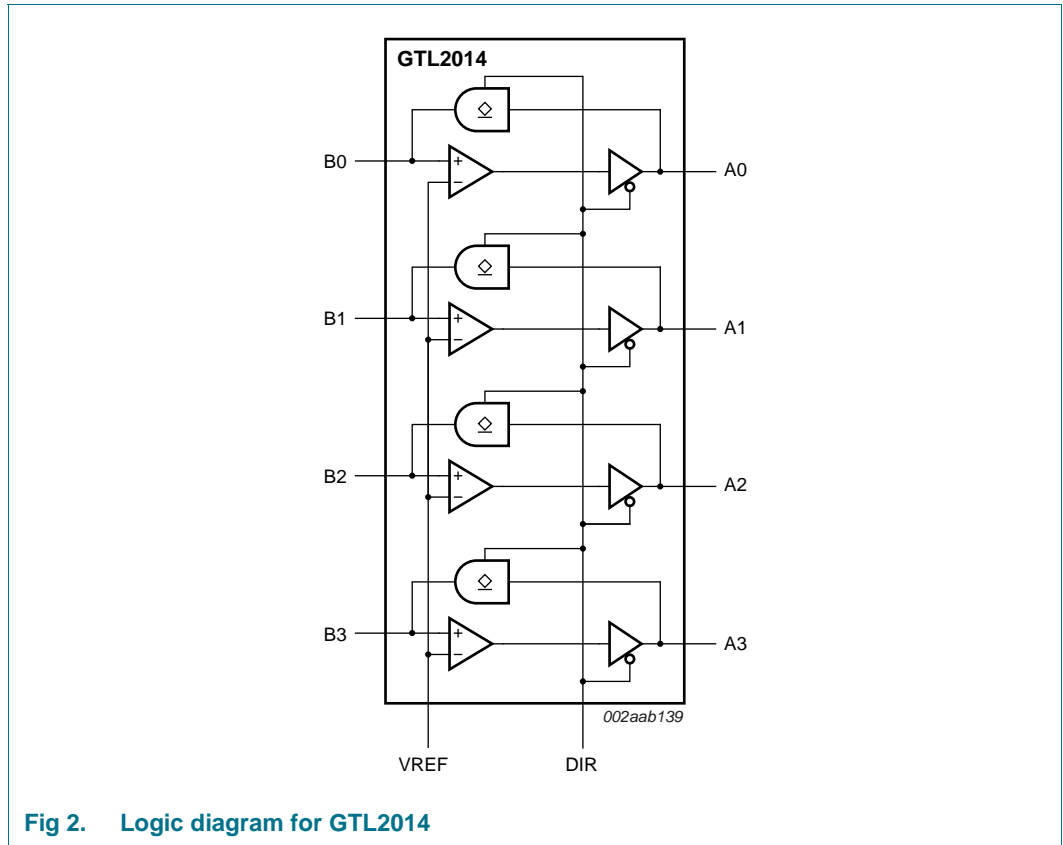 GTL2014
B0
+
−
A0
B1
+
−
A1
B2
+
−
A2
B3
+
−
A3
002aab139
VREF DIR
Fig 2. Logic diagram for GTL2014